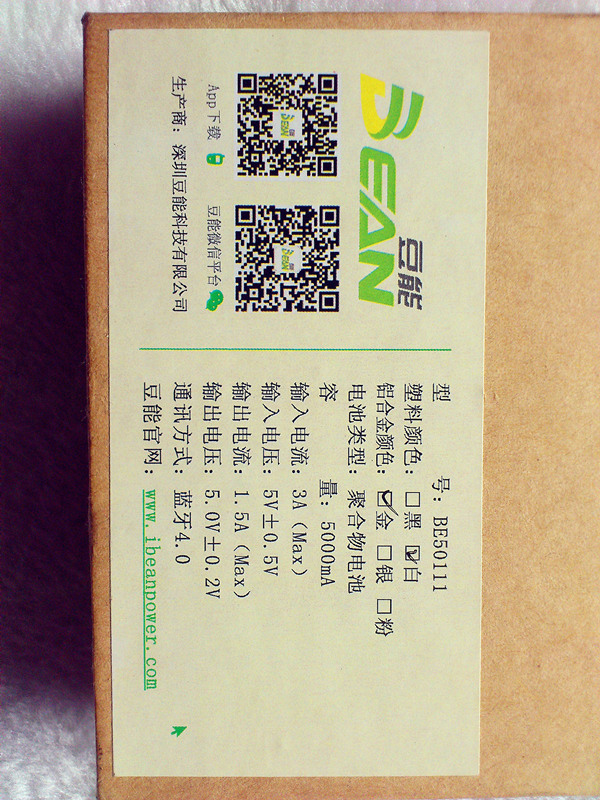 BEAN 豆能
App下载
豆能微信平台
生产商：深圳豆能科技有限公司
型 号：BE50111
塑料颜色：□黑 ☑白
铝合金颜色：☑金 □银 □粉
电池类型：聚合物电池
容 量：5000mA
输入电流：3A（Max）
输入电压：5V±0.5V
输出电流：1.5A（Max）
输出电压：5.0V±0.2V
通讯方式：蓝牙4.0
豆能官网：www.ibeanpower.com